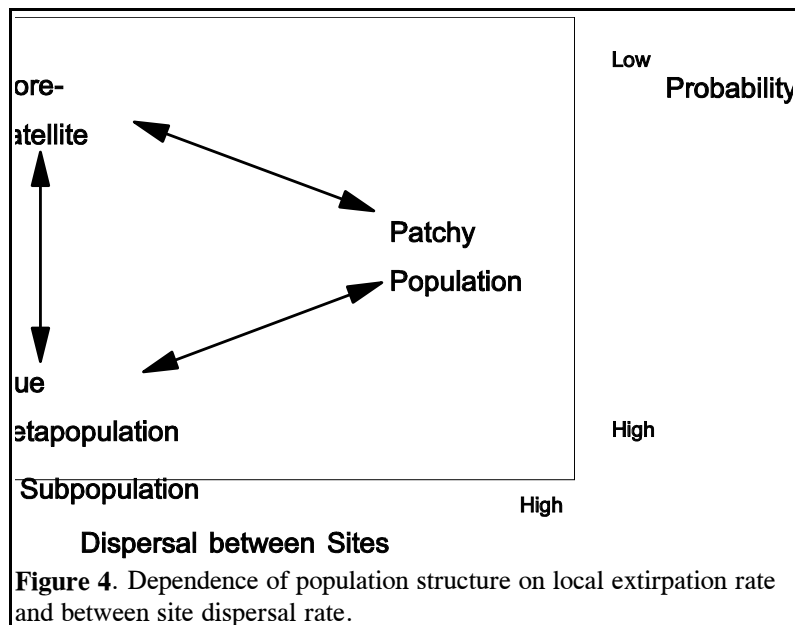 Low
ore-
Probability
atellite
Patchy
Population
ue
etapopulation
High
Subpopulation
High
Dispersal between Sites
Figure 4. Dependence of population structure on local extirpation rate
and between site dispersal rate.